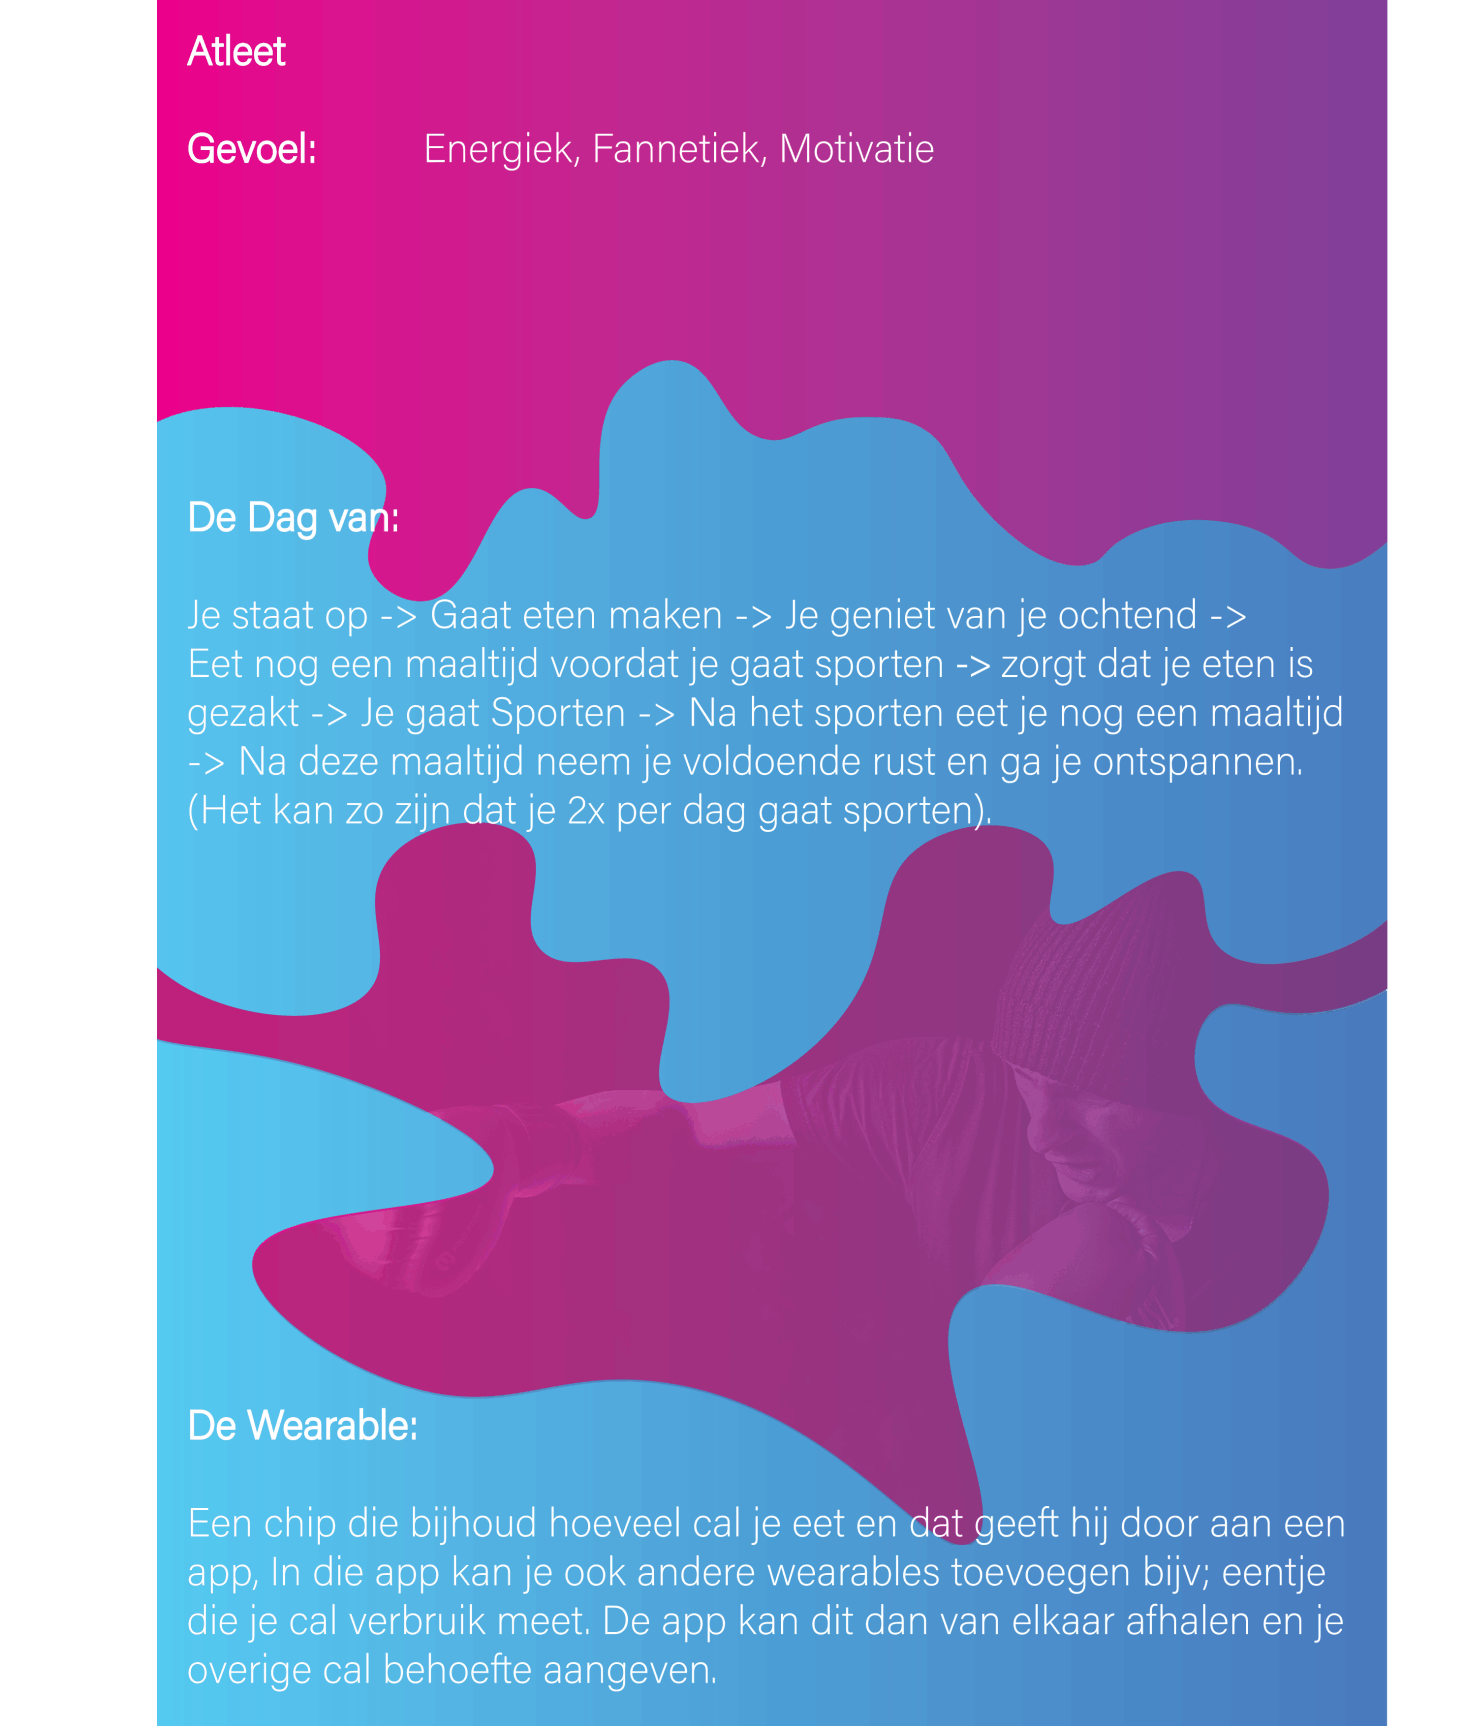 Atleet
Gevoel: Energiek, Fannetiek, Motivatie
De Dag van:
Je staat op -> Gaat eten maken -> Je geniet van je ochtend ->
Eet nog een maaltijd voordat je gaat sporten -> zorgt dat je eten is
gezakt -> Je gaat Sporten -> Na het sporten eet je nog een maaltijd
-> Na deze maaltijd neem je voldoende rust en ga je ontspannen.
(Het kan zo zijn dat je 2x per dag gaat sporten).
De Wearable:
Een chip die bijhoud hoeveel cal je eet en dat geeft hij door aan een
app, In die app kan je ook andere wearables toevoegen bijv; eentje
die je cal verbruik meet. De app kan dit dan van elkaar afhalen en je
overige cal behoefte aangeven.